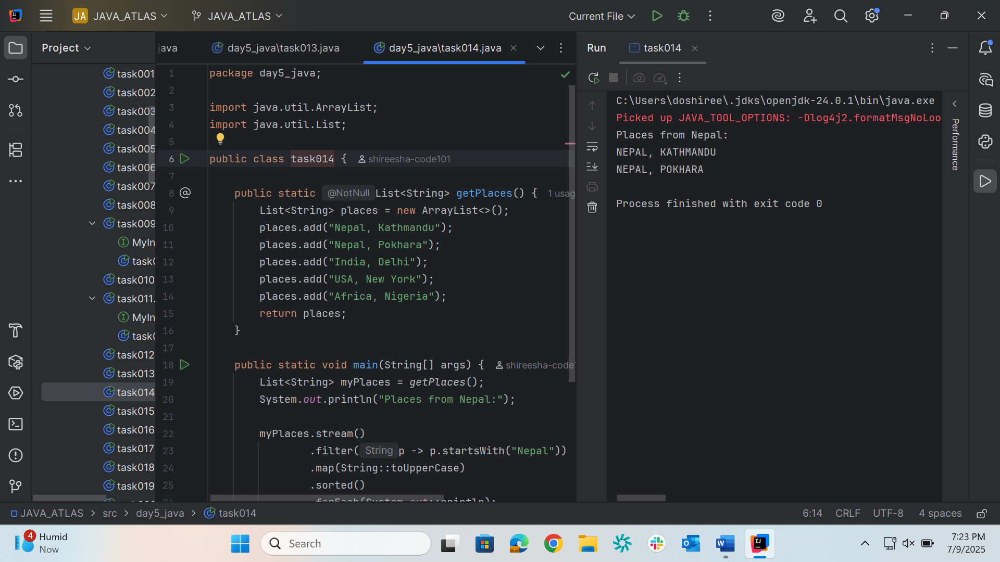 JA JAVA_ATLAS JAVA_ATLAS Current File
Project
java day5_java\task013.java day5_java\task014.java
Run task014
task001
task002
task003
task004
task005
task006
task007
task008
task009
MyIn
task0
task010
task011.
MyIn
task0
task012
task013
task014
task015
task016
task017
task018
task019
1 package day5_java;
2
3 import java.util.ArrayList;
4 import java.util.List;
5
6 public class task014 { shireesha-code101
7
8 @ public static @NotNull List<String> getPlaces() { 1 usag
9 List<String> places = new ArrayList<>();
10 places.add("Nepal, Kathmandu");
11 places.add("Nepal, Pokhara");
12 places.add("India, Delhi");
13 places.add("USA, New York");
14 places.add("Africa, Nigeria");
15 return places;
16 }
17
18 public static void main(String[] args) { shireesha-code
19 List<String> myPlaces = getPlaces();
20 System.out.println("Places from Nepal:");
21
22 myPlaces.stream()
23 .filter( String p -> p.startsWith("Nepal"))
24 .map(String::toUpperCase)
25 .sorted()
26 .forEach(System.out::println);
C:\Users\doshiree\.jdks\openjdk-24.0.1\bin\java.exe
Picked up JAVA_TOOL_OPTIONS: -Dlog4j2.formatMsgNoLoo
Places from Nepal:
NEPAL, KATHMANDU
NEPAL, POKHARA
Process finished with exit code 0
Performance
JAVA_ATLAS > src > day5_java > task014
6:14 CRLF UTF-8 4 spaces
4 Humid
Now
Search
7:23 PM
7/9/2025